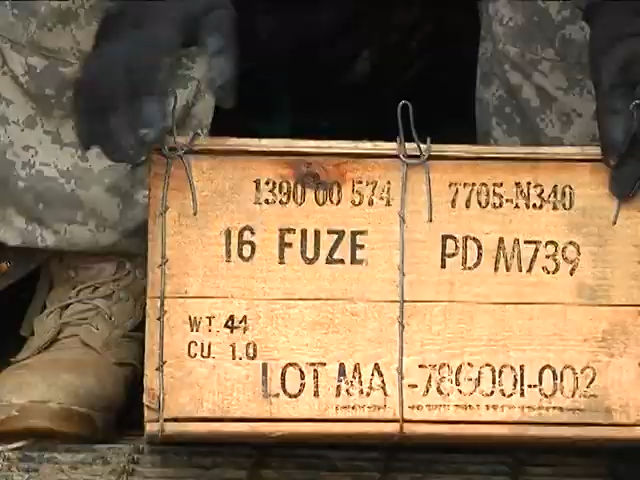 1390 00 574 7705-N340
16 FUZE PD M739
WT. 44
CU. 1.0
LOT MA -78G001-002